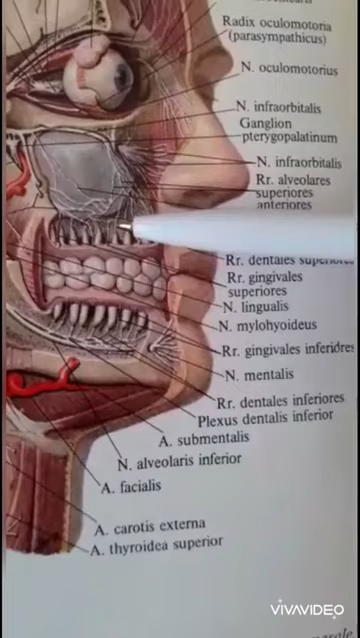 Radix oculomotoria
(parasympathicus)
N. oculomotorius
N. infraorbitalis
Ganglion
pterygopalatinum
N. infraorbitalis
Rr. alveolares
superiores
anteriores
Rr. dentales superiores
Rr. gingivales
superiores
N. lingualis
N. mylohyoideus
Rr. gingivales inferiores
N. mentalis
Rr. dentales inferiores
Plexus dentalis inferior
A. submentalis
N. alveolaris inferior
A. facialis
A. carotis externa
A. thyroidea superior
VIVAVIDEO